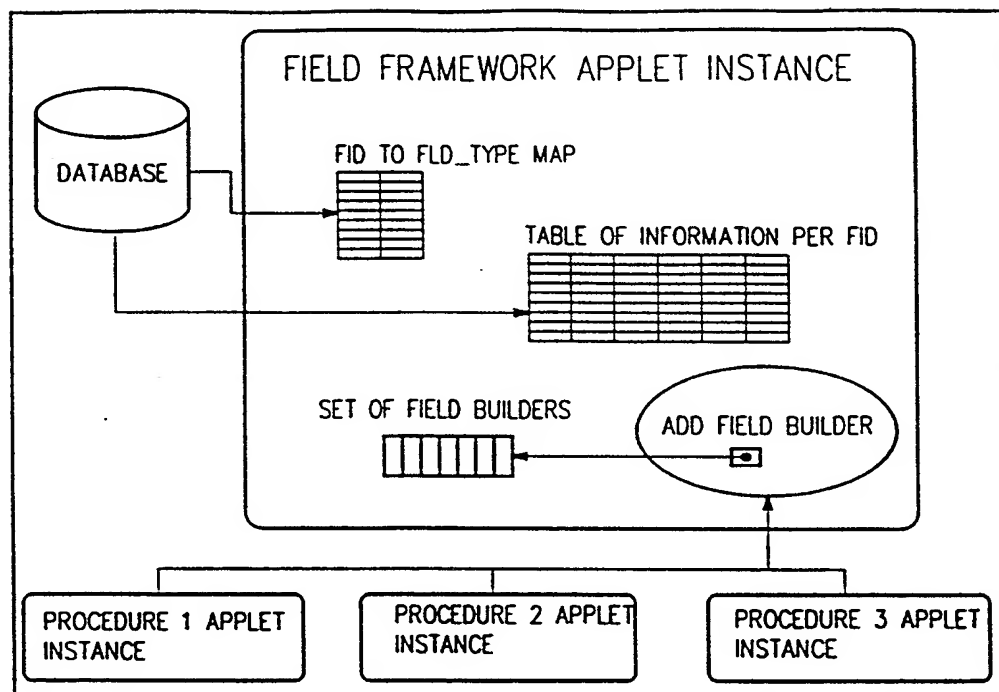 FIELD FRAMEWORK APPLET INSTANCE
DATABASE
FID TO FLD_TYPE MAP
TABLE OF INFORMATION PER FID
SET OF FIELD BUILDERS
ADD FIELD BUILDER
PROCEDURE 1 APPLET
INSTANCE
PROCEDURE 2 APPLET
INSTANCE
PROCEDURE 3 APPLET
INSTANCE